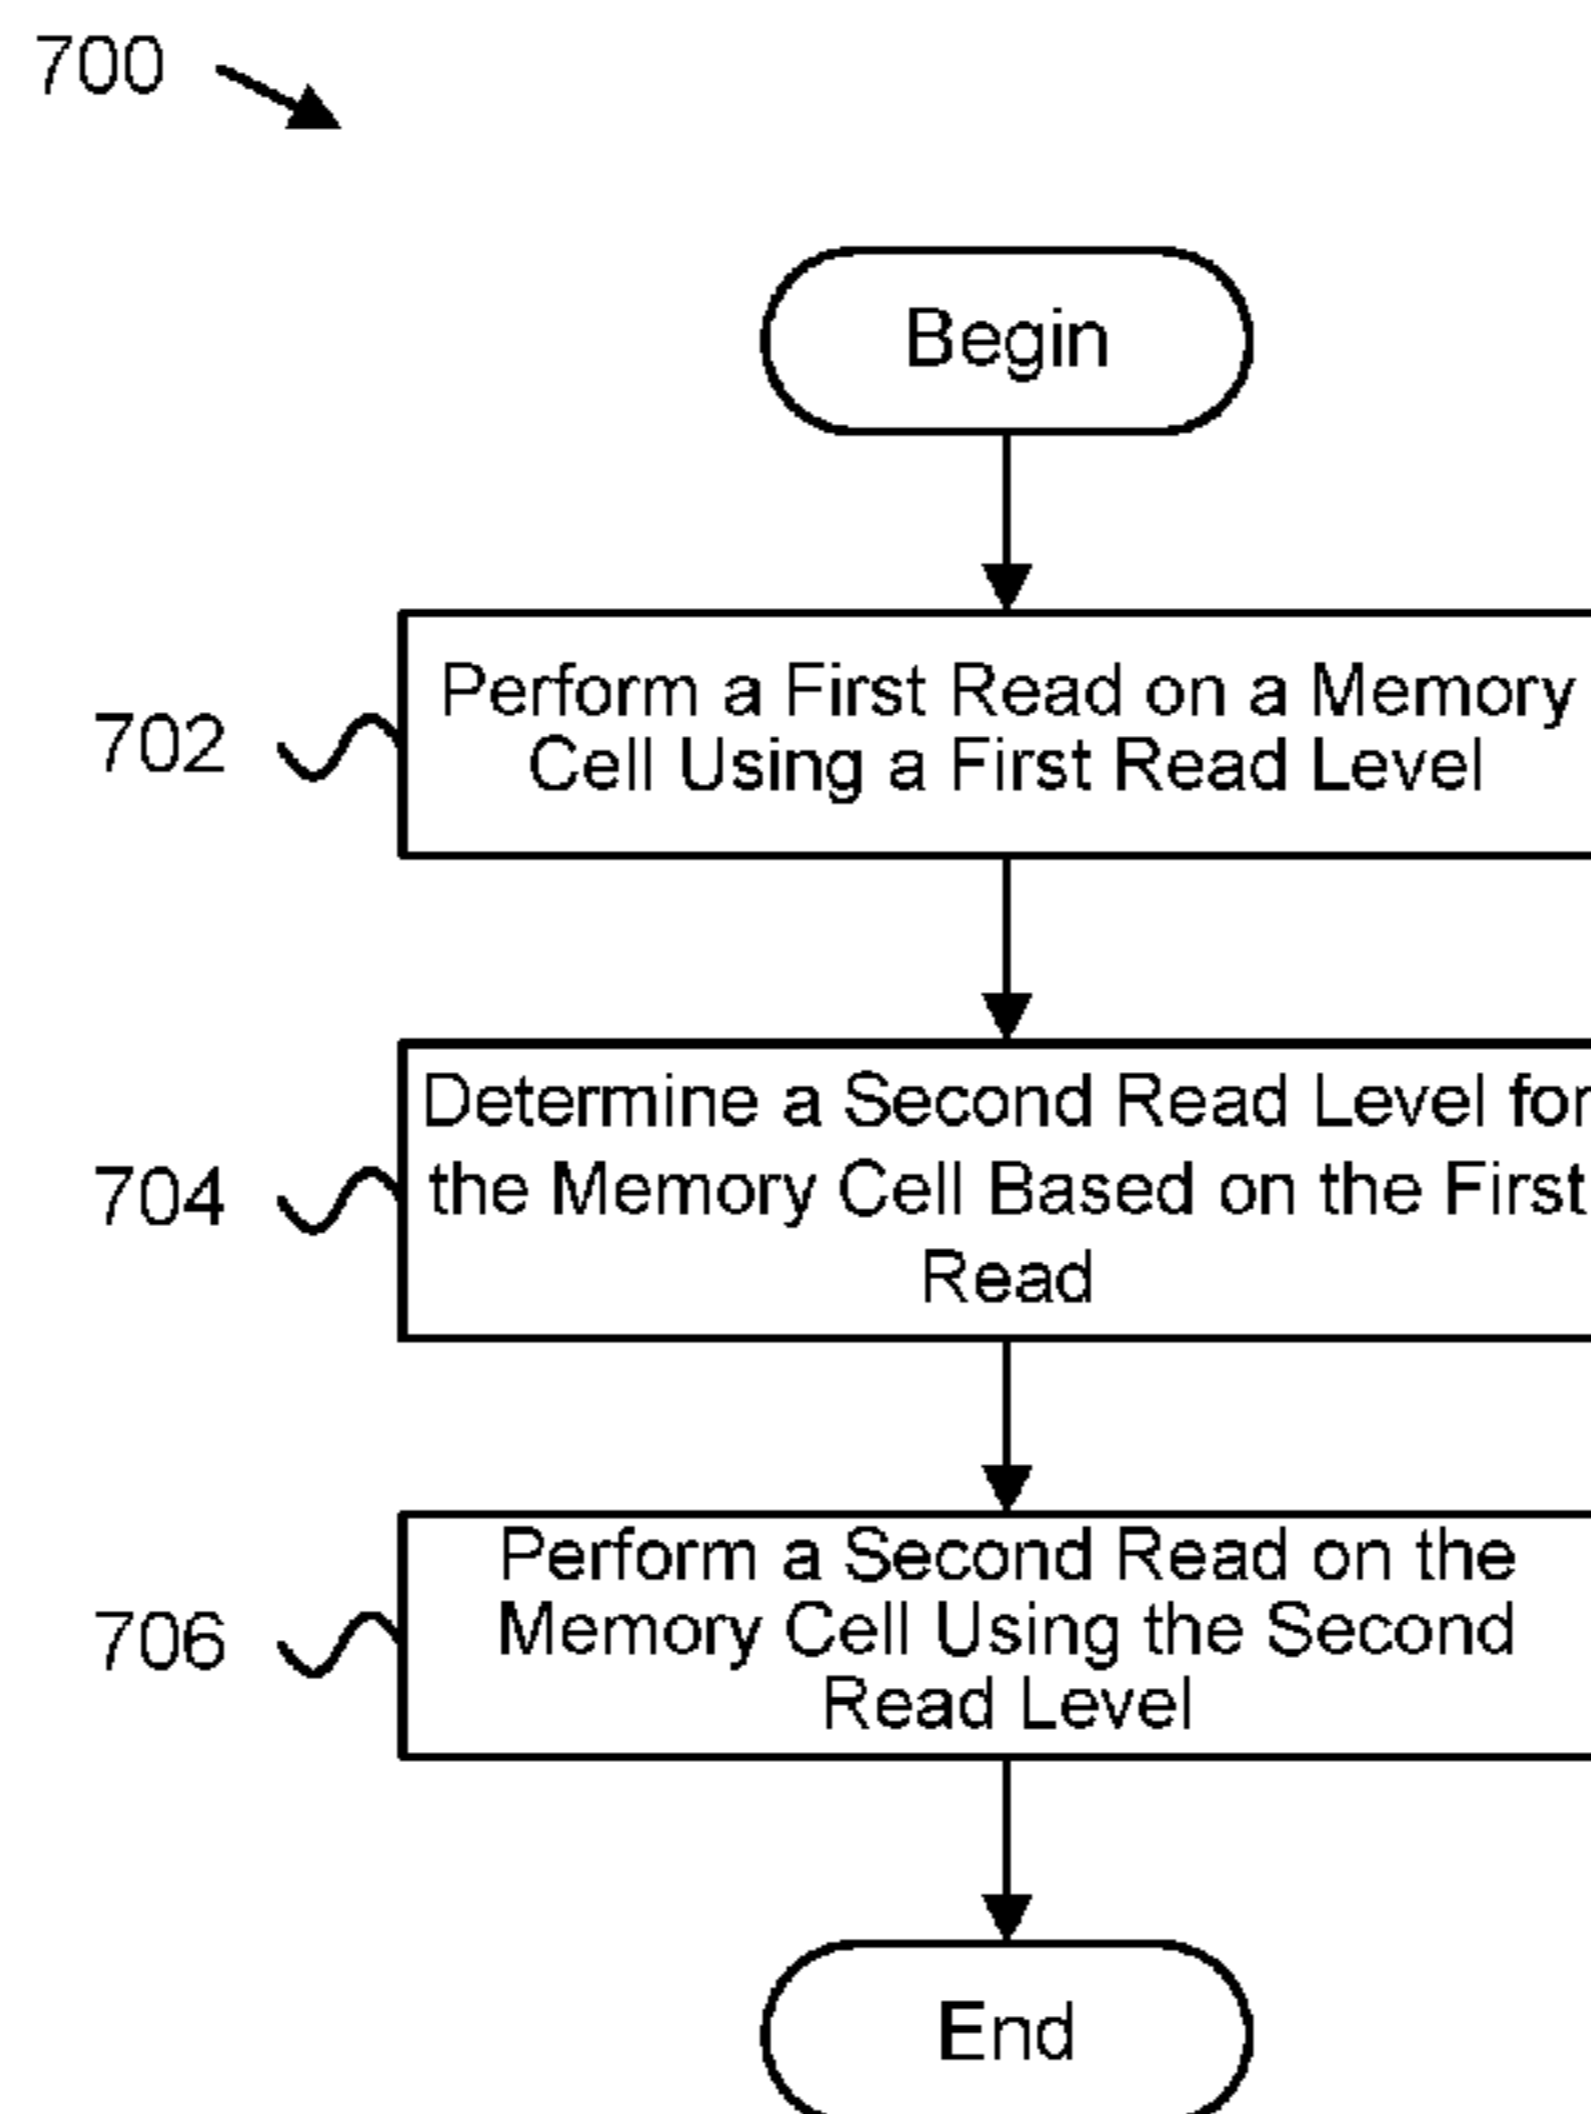 700
Begin
702
Perform a First Read on a Memory
Cell Using a First Read Level
704
Determine a Second Read Level for
the Memory Cell Based on the First
Read
706
Perform a Second Read on the
Memory Cell Using the Second
Read Level
End